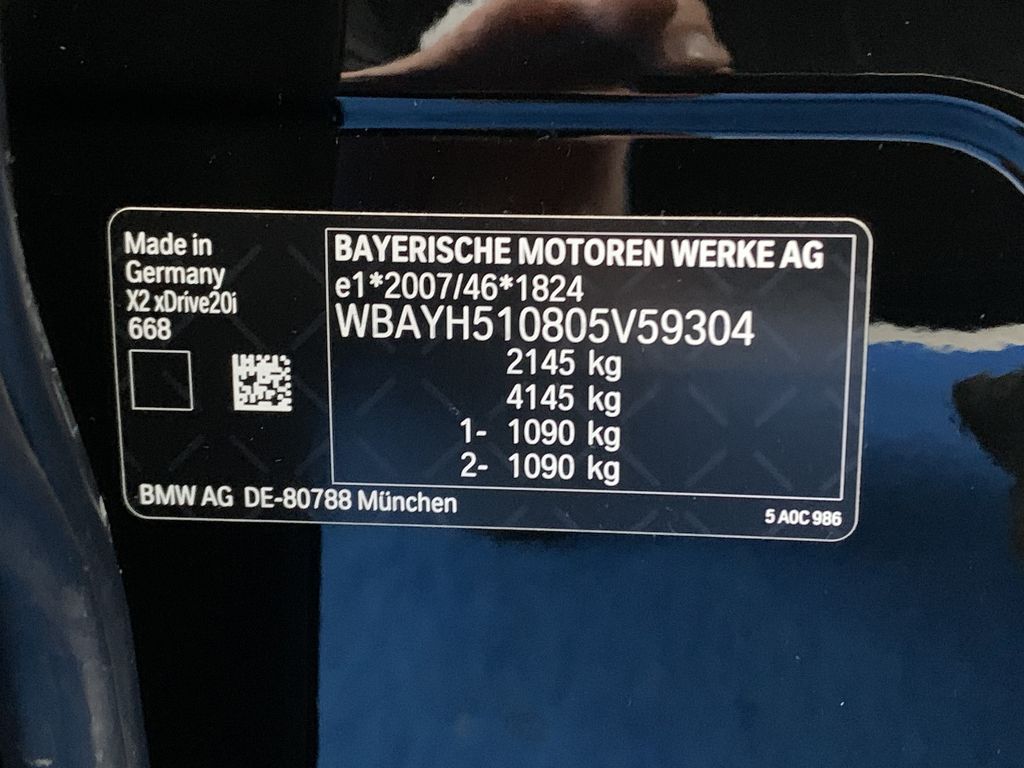 Made in
Germany
X2 xDrive20i
668
BAYERISCHE MOTOREN WERKE AG
e1*2007/46*1824
WBAYH510805V59304
2145 kg
4145 kg
1- 1090 kg
2- 1090 kg
BMW AG DE-80788 München
5 A0C 986